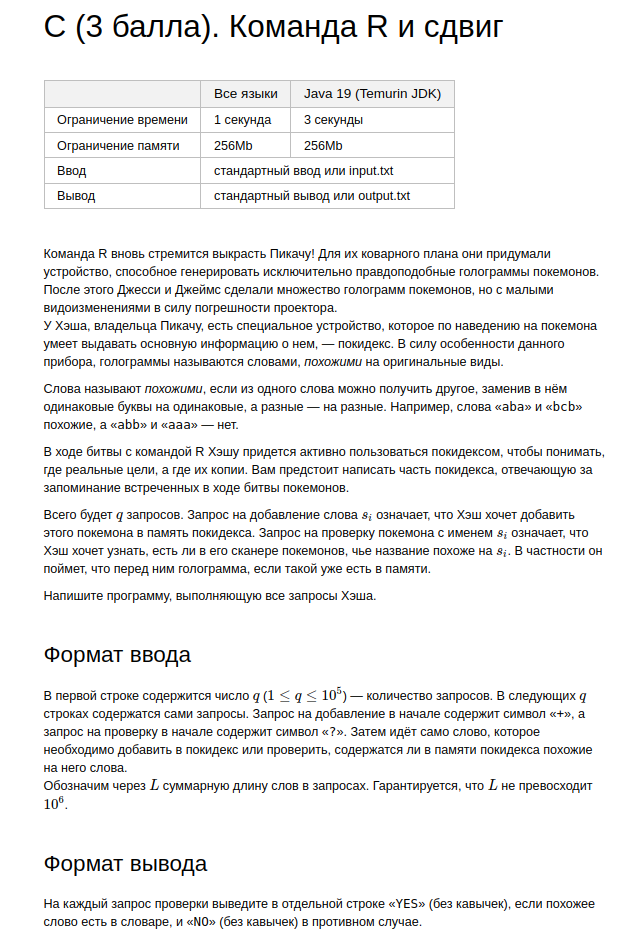 C (3 балла). Команда R и сдвиг
Все языки Java 19 (Temurin JDK)
Ограничение времени 1 секунда 3 секунды
Ограничение памяти 256Mb 256Mb
Ввод стандартный ввод или input.txt
Вывод стандартный вывод или output.txt
Команда R вновь стремится выкрасть Пикачу! Для их коварного плана они придумали
устройство, способное генерировать исключительно правдоподобные голограммы покемонов.
После этого Джесси и Джеймс сделали множество голограмм покемонов, но с малыми
видоизменениями в силу погрешности проектора.
У Хэша, владельца Пикачу, есть специальное устройство, которое по наведению на покемона
умеет выдавать основную информацию о нем, — покидекс. В силу особенности данного
прибора, голограммы называются словами, похожими на оригинальные виды.
Слова называют похожими, если из одного слова можно получить другое, заменив в нём
одинаковые буквы на одинаковые, а разные — на разные. Например, слова «aba» и «bcb»
похожие, а «abb» и «aaa» — нет.
В ходе битвы с командой R Хэшу придется активно пользоваться покидексом, чтобы понимать,
где реальные цели, а где их копии. Вам предстоит написать часть покидекса, отвечающую за
запоминание встреченных в ходе битвы покемонов.
Всего будет q запросов. Запрос на добавление слова sᵢ означает, что Хэш хочет добавить
этого покемона в память покидекса. Запрос на проверку покемона с именем sᵢ означает, что
Хэш хочет узнать, есть ли в его сканере покемонов, чье название похоже на sᵢ. В частности он
поймет, что перед ним голограмма, если такой уже есть в памяти.
Напишите программу, выполняющую все запросы Хэша.
Формат ввода
В первой строке содержится число q (1 ≤ q ≤ 10⁵) — количество запросов. В следующих q
строках содержатся сами запросы. Запрос на добавление в начале содержит символ «+», а
запрос на проверку в начале содержит символ «?». Затем идёт само слово, которое
необходимо добавить в покидекс или проверить, содержатся ли в памяти покидекса похожие
на него слова.
Обозначим через L суммарную длину слов в запросах. Гарантируется, что L не превосходит
10⁶.
Формат вывода
На каждый запрос проверки выведите в отдельной строке «YES» (без кавычек), если похожее
слово есть в словаре, и «NO» (без кавычек) в противном случае.